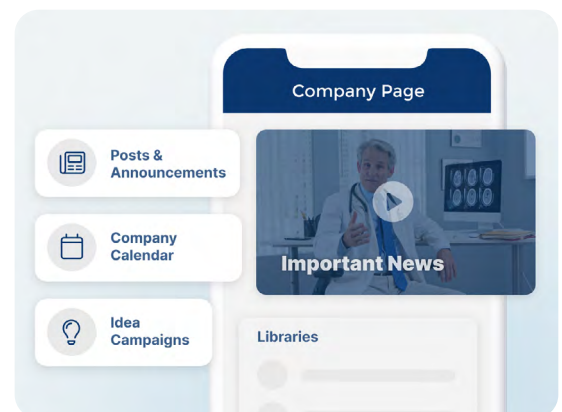 Company Page
Posts &
Announcements
Important News
Company
Calendar
Idea
Campaigns
Libraries